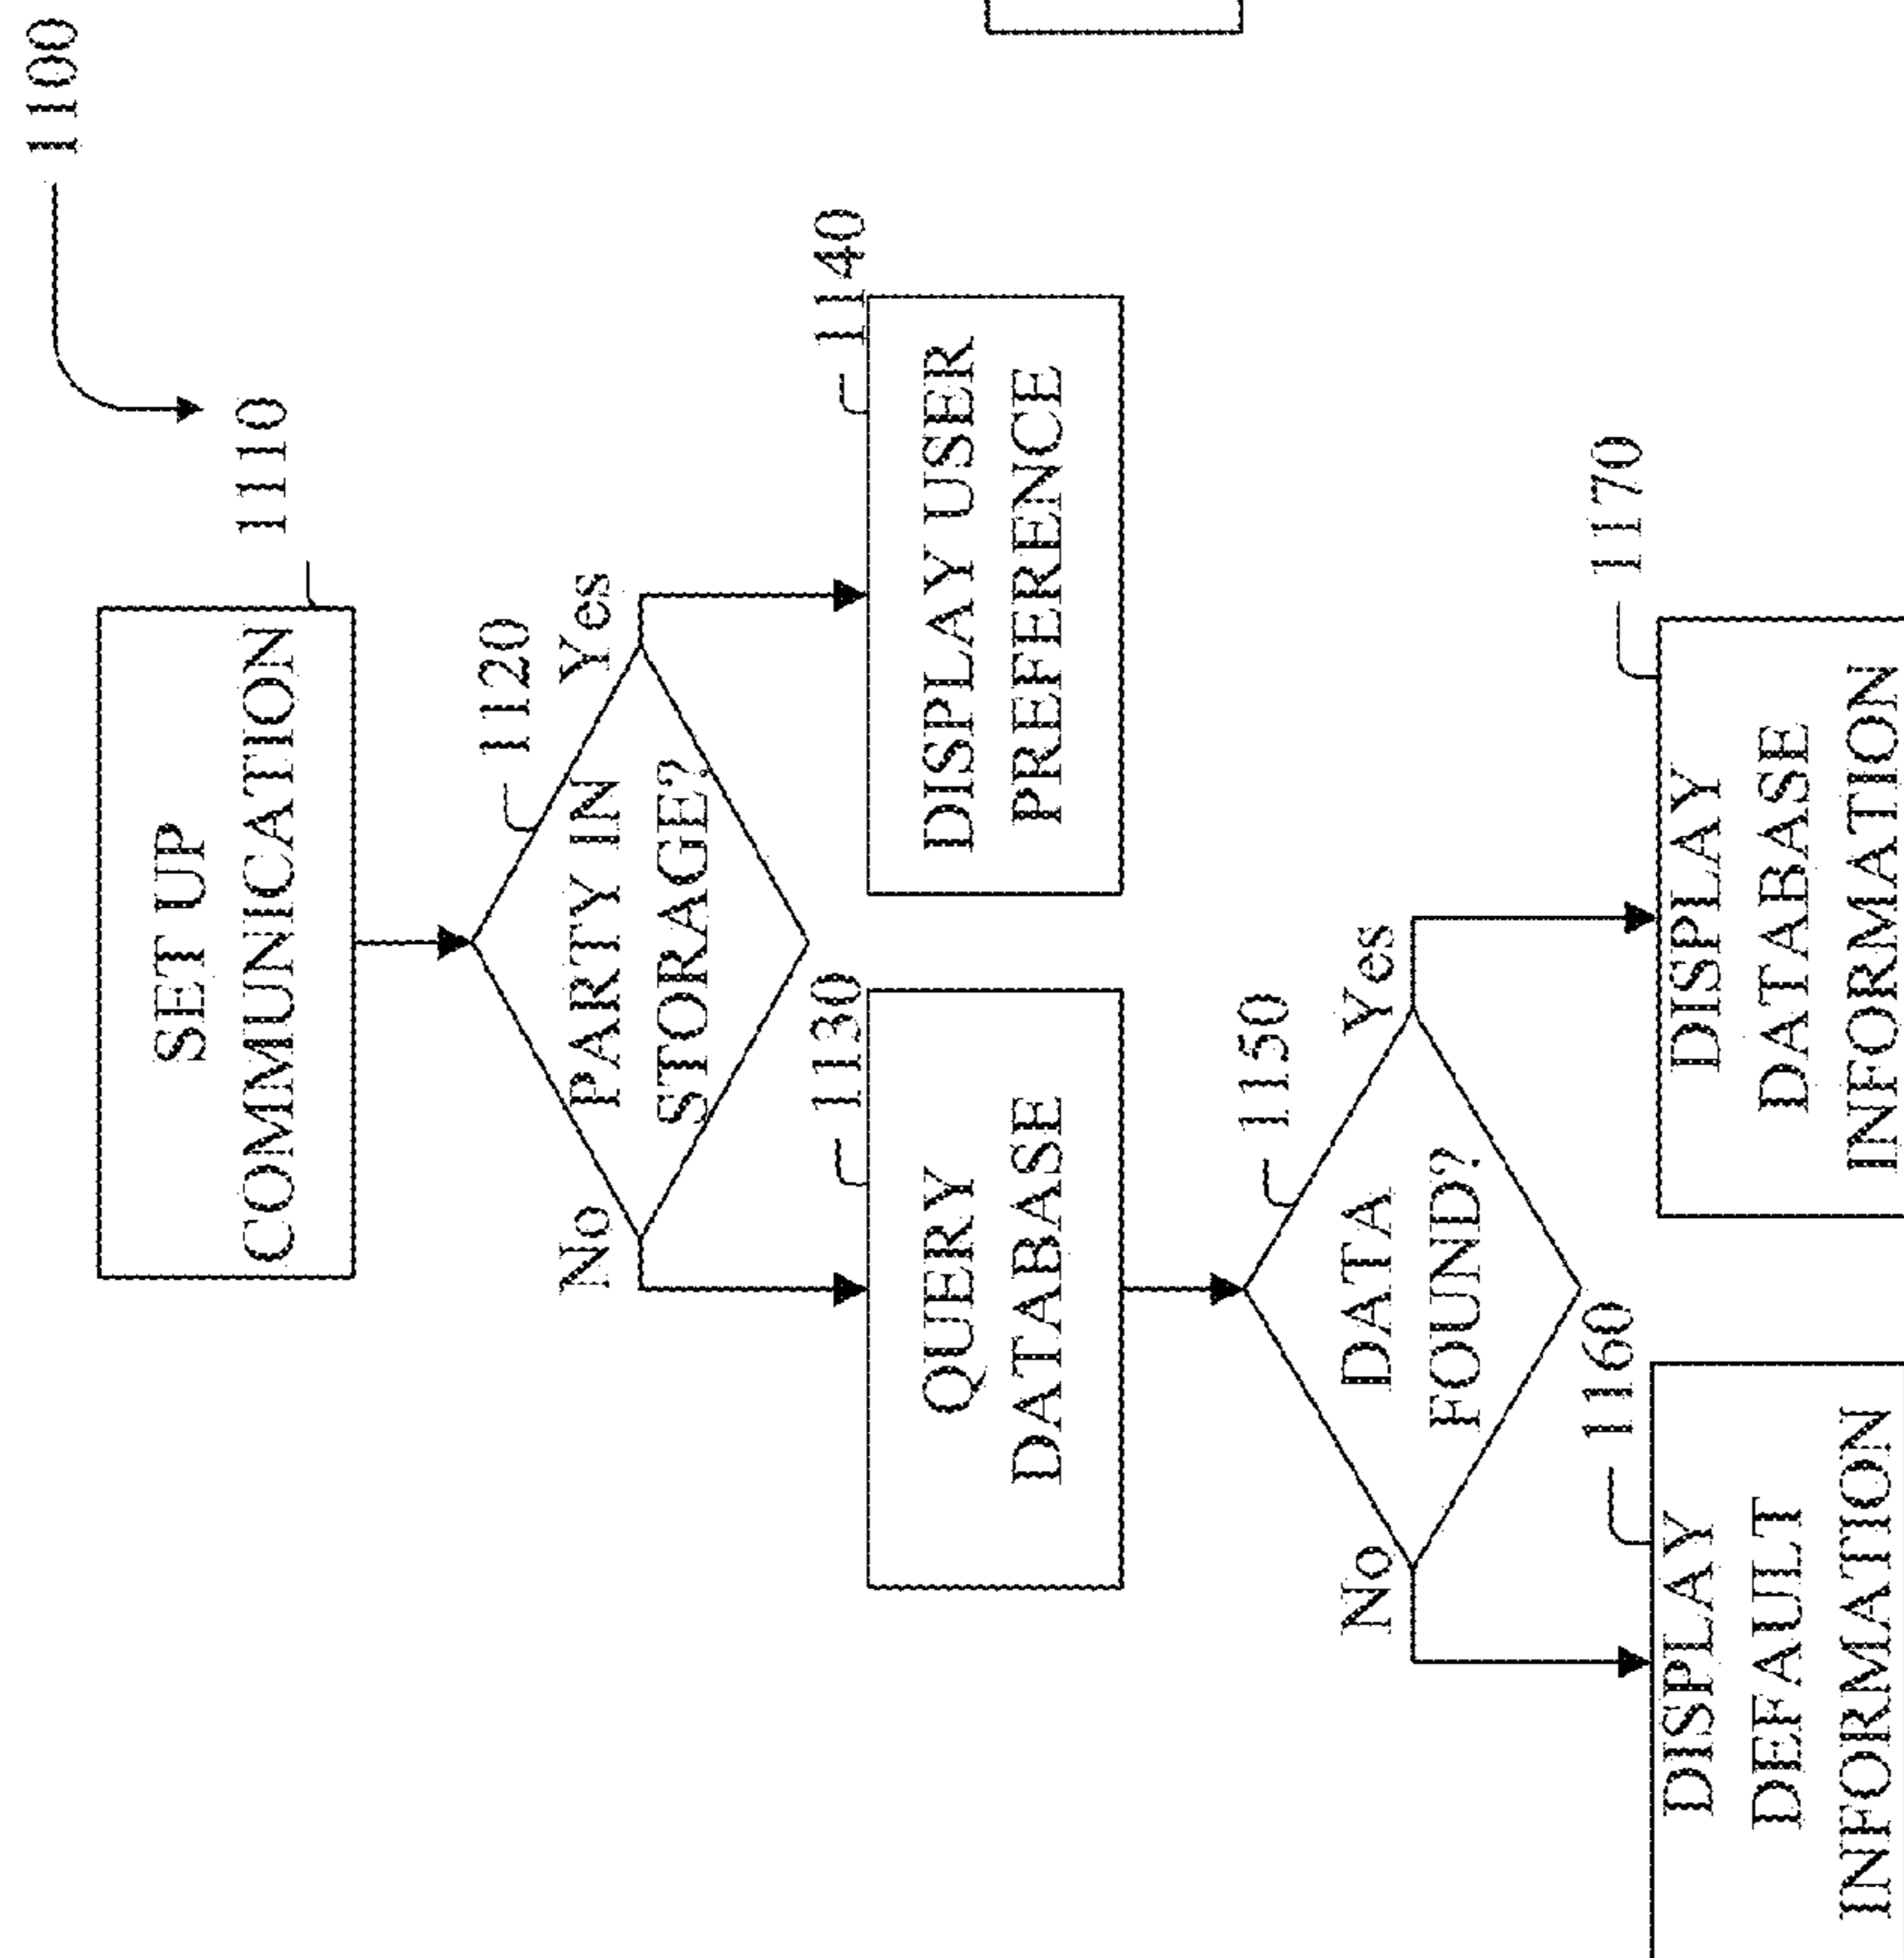 1100
1110
SET UP
COMMUNICATION
1120
PARTY IN
STORAGE?
No
Yes
1130
QUERY
DATABASE
1140
DISPLAY USER
PREFERENCE
1150
DATA
FOUND?
No
Yes
1160
DISPLAY
DEFAULT
INFORMATION
1170
DISPLAY
DATABASE
INFORMATION